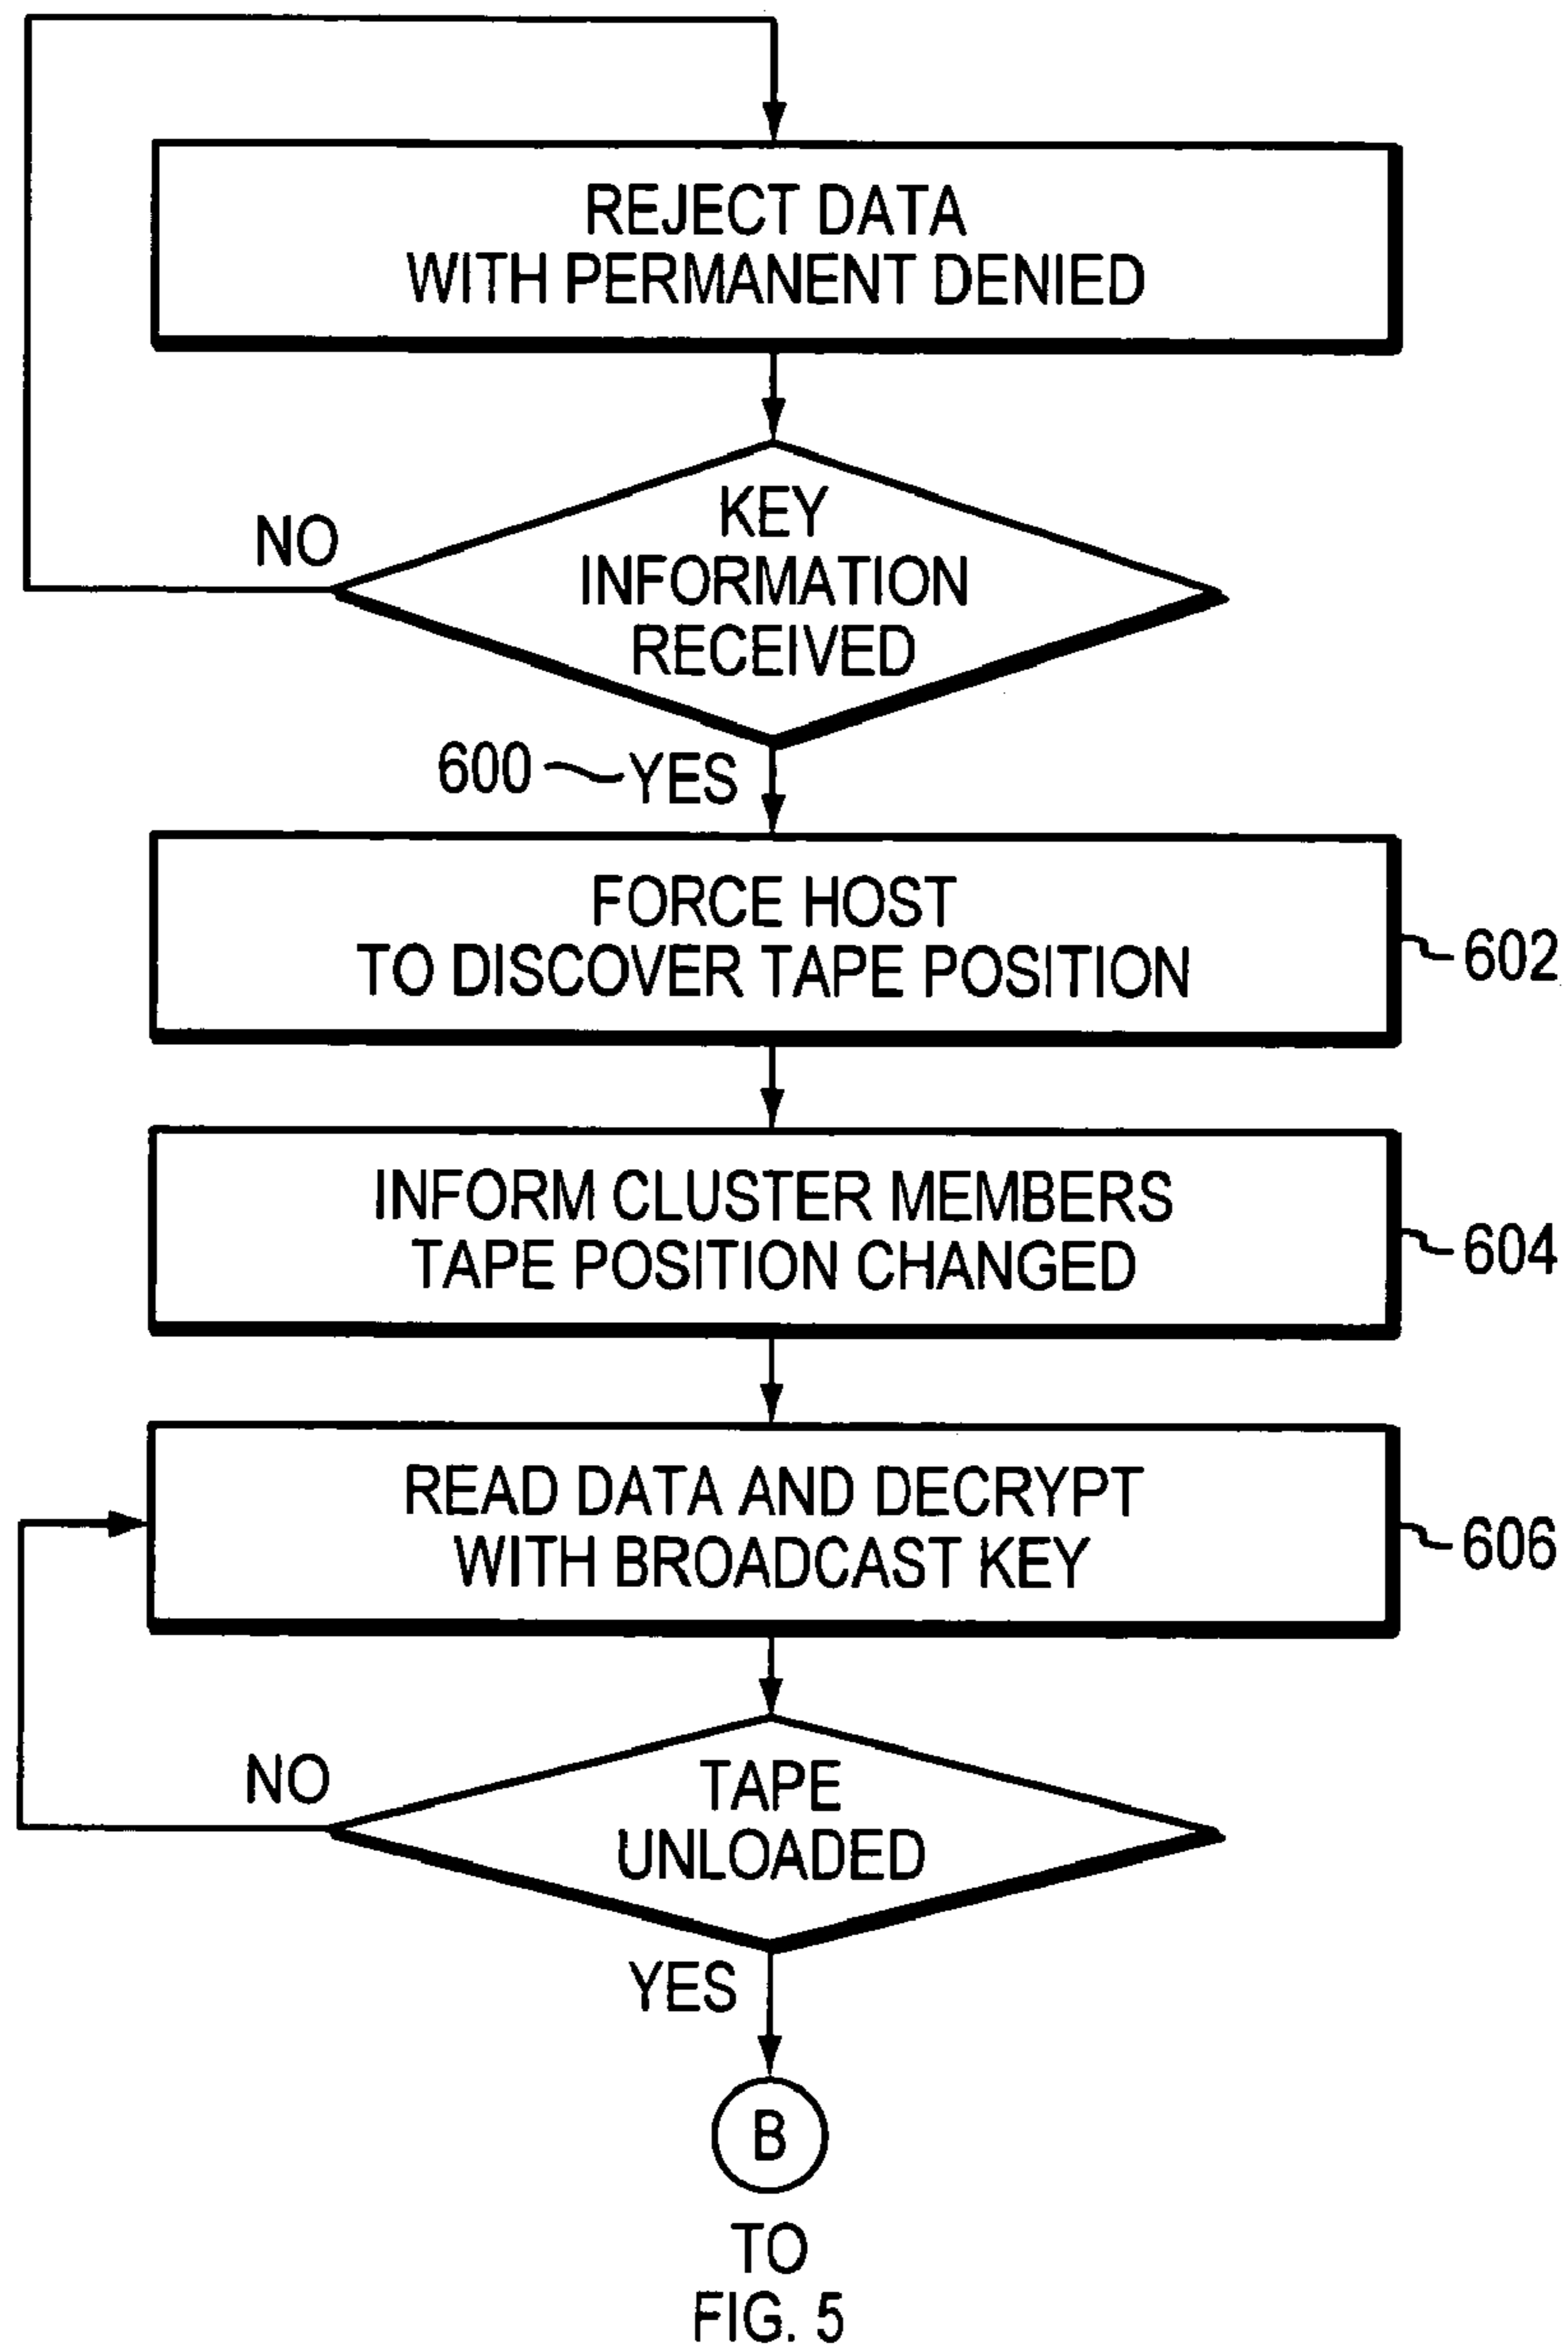 REJECT DATA
WITH PERMANENT DENIED
KEY
INFORMATION
RECEIVED
NO
600
YES
FORCE HOST
TO DISCOVER TAPE POSITION
602
INFORM CLUSTER MEMBERS
TAPE POSITION CHANGED
604
READ DATA AND DECRYPT
WITH BROADCAST KEY
606
TAPE
UNLOADED
NO
YES
B
TO
FIG. 5